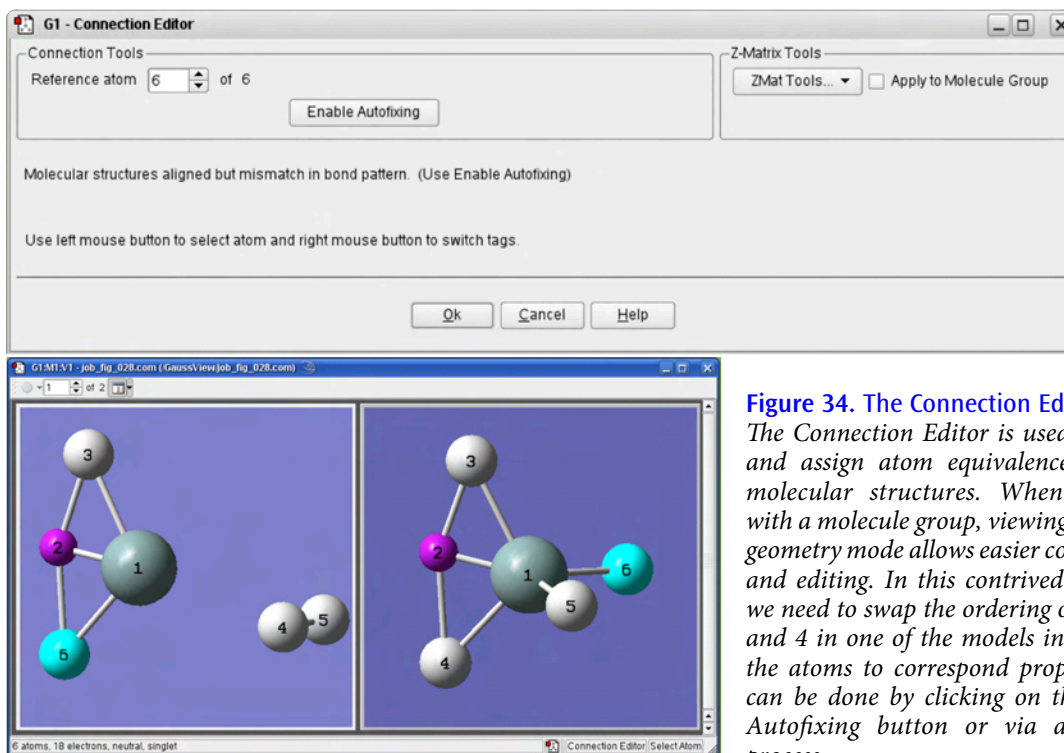 G1 - Connection Editor
Connection Tools
Reference atom 6 of 6
Enable Autofixing
Z-Matrix Tools
ZMat Tools... Apply to Molecule Group
Molecular structures aligned but mismatch in bond pattern. (Use Enable Autofixing)
Use left mouse button to select atom and right mouse button to switch tags.
Ok Cancel Help
G1:M1:V1 - job_fig_028.com (/GaussView/job_fig_028.com)
1 of 2
3
2
1
6
4
5
3
2
1
6
5
4
6 atoms, 18 electrons, neutral, singlet
Connection Editor Select Atom
Figure 34. The Connection Ed
The Connection Editor is used
and assign atom equivalence
molecular structures. When
with a molecule group, viewing
geometry mode allows easier co
and editing. In this contrived
we need to swap the ordering o
and 4 in one of the models in
the atoms to correspond prop
can be done by clicking on th
Autofixing button or via a